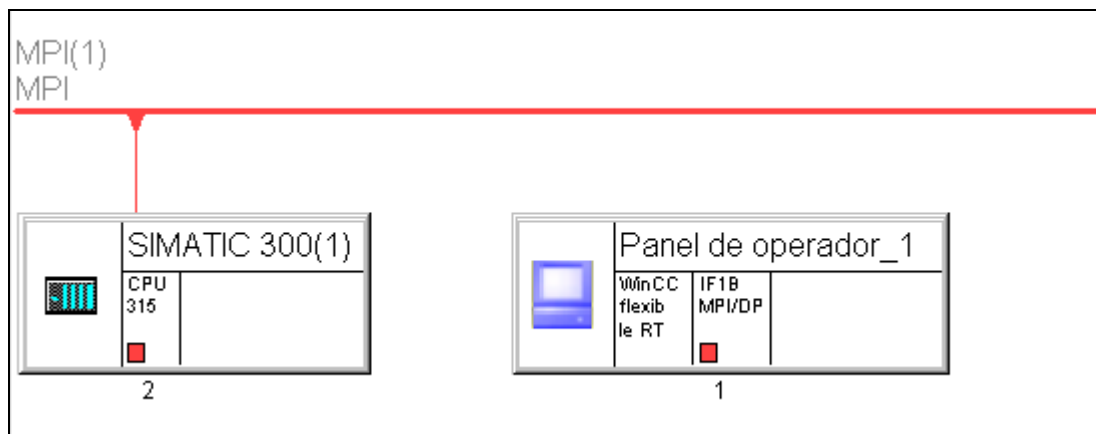 MPI(1)
MPI
SIMATIC 300(1)
CPU
315
2
Panel de operador_1
WinCC
flexib
le RT
IF1B
MPI/DP
1